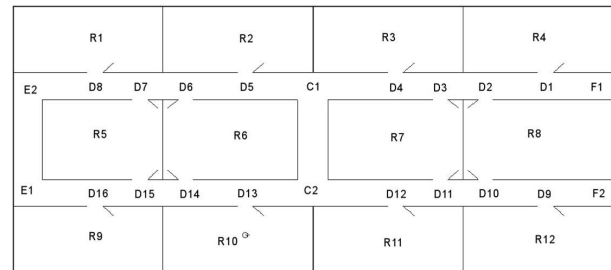 R1 R2 R3 R4
E2 D8 D7 D6 D5 C1 D4 D3 D2 D1 F1
R5 R6 R7 R8
E1 D16 D15 D14 D13 C2 D12 D11 D10 D9 F2
R9 R10 R11 R12